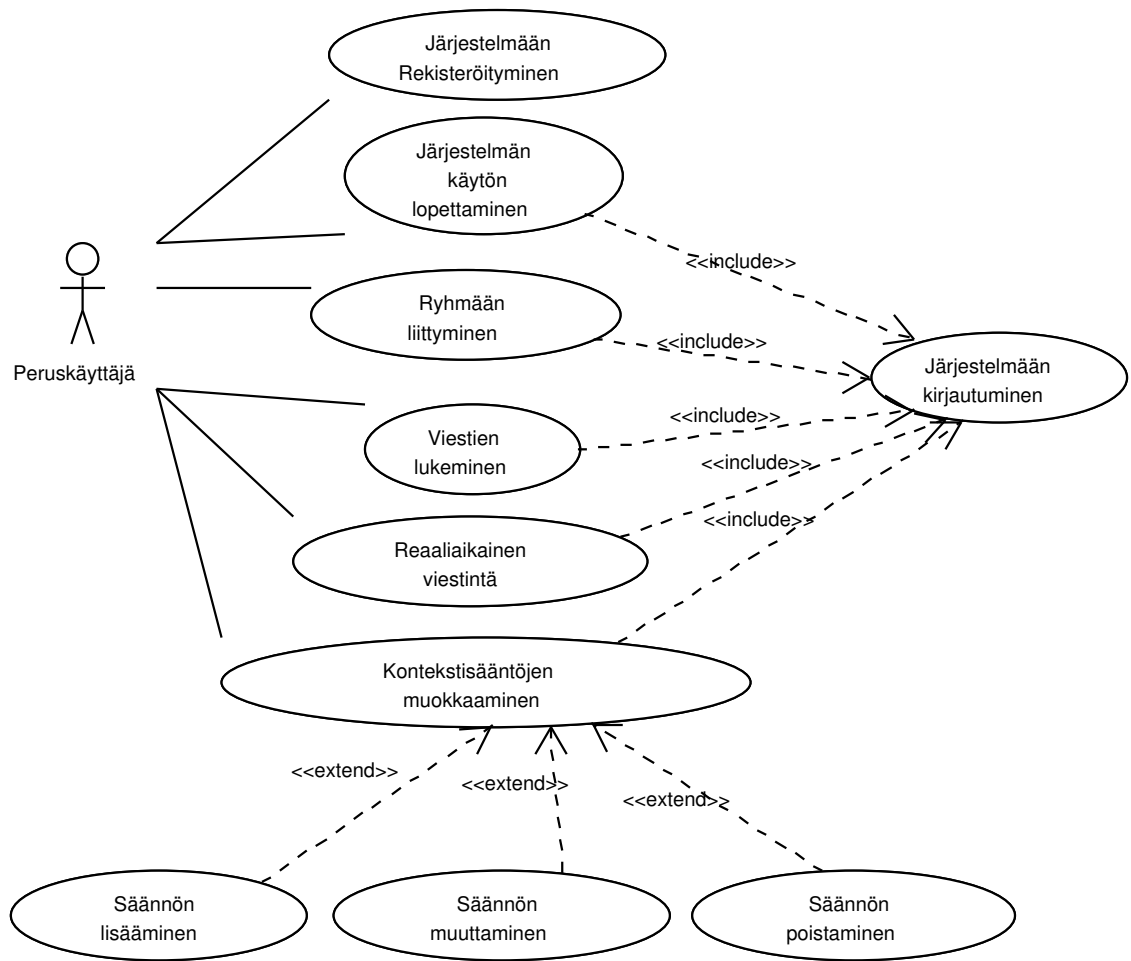 Järjestelmään
Rekisteröityminen
Järjestelmän
käytön
lopettaminen
<<include>>
Ryhmään
liittyminen
<<include>>
Peruskäyttäjä
Järjestelmään
kirjautuminen
Viestien
lukeminen
<<include>>
<<include>>
<<include>>
Reaaliaikainen
viestintä
Kontekstisääntöjen
muokkaaminen
<<extend>>
<<extend>>
<<extend>>
Säännön
lisääminen
Säännön
muuttaminen
Säännön
poistaminen